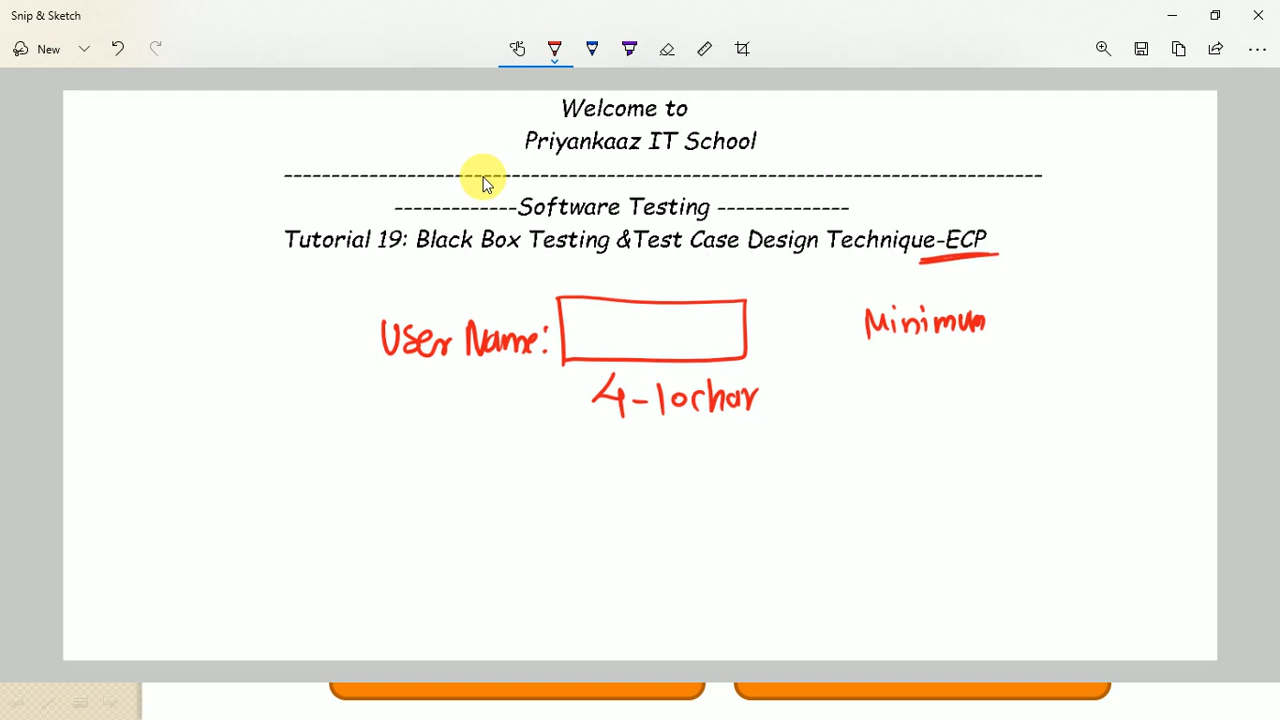 Snip & Sketch
New
Welcome to
Priyankaaz IT School
--------------------------------------------------------------------------------------
-------------Software Testing --------------
Tutorial 19: Black Box Testing &Test Case Design Technique-ECP
User Name:
Minimum
4-10char